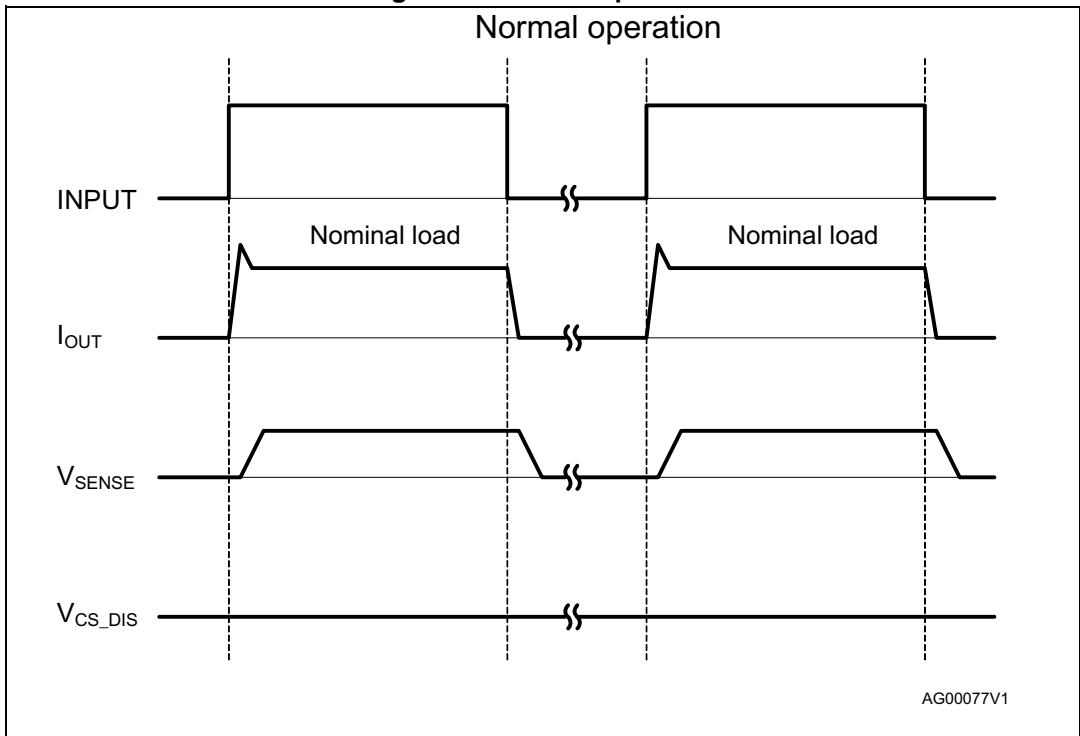 Normal operation
INPUT
Nominal load Nominal load
IOUT
VSENSE
VCS_DIS
AG00077V1